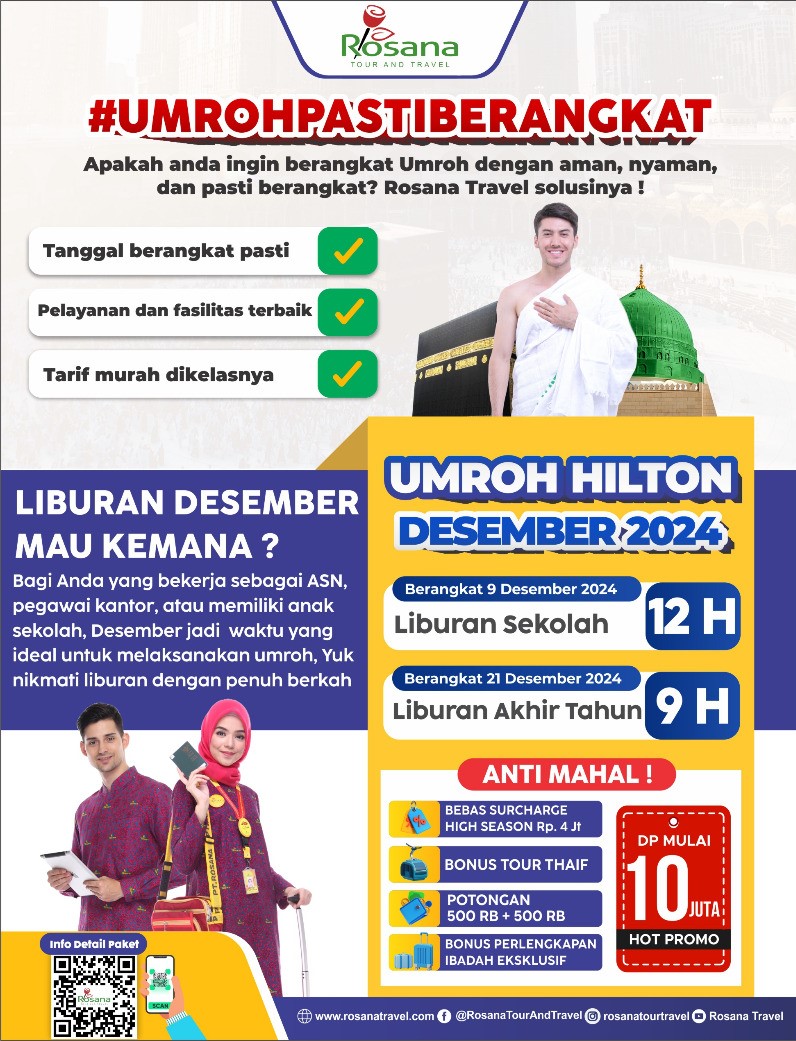 Rosana
TOUR AND TRAVEL
#UMROHPASTIBERANGKAT
Apakah anda ingin berangkat Umroh dengan aman, nyaman,
dan pasti berangkat? Rosana Travel solusinya !
Tanggal berangkat pasti
Pelayanan dan fasilitas terbaik
Tarif murah dikelasnya
LIBURAN DESEMBER
MAU KEMANA ?
Bagi Anda yang bekerja sebagai ASN,
pegawai kantor, atau memiliki anak
sekolah, Desember jadi waktu yang
ideal untuk melaksanakan umroh, Yuk
nikmati liburan dengan penuh berkah
UMROH HILTON
DESEMBER 2024
Berangkat 9 Desember 2024
Liburan Sekolah
12 H
Berangkat 21 Desember 2024
Liburan Akhir Tahun
9 H
ANTI MAHAL !
BEBAS SURCHARGE
HIGH SEASON Rp. 4 Jt
BONUS TOUR THAIF
POTONGAN
500 RB + 500 RB
BONUS PERLENGKAPAN
IBADAH EKSKLUSIF
DP MULAI
10
JUTA
HOT PROMO
PT. ROSANA
Info Detail Paket
Rosana
SCAN
www.rosanatravel.com
@RosanaTourAndTravel
rosanatourtravel
Rosana Travel